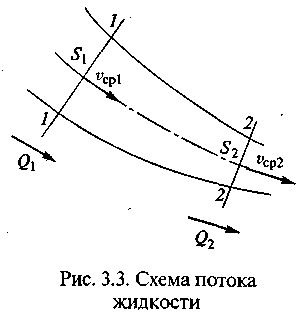 1
S1
vср1
1
Q1
2
S2
vср2
2
Q2
Рис. 3.3. Схема потока
жидкости